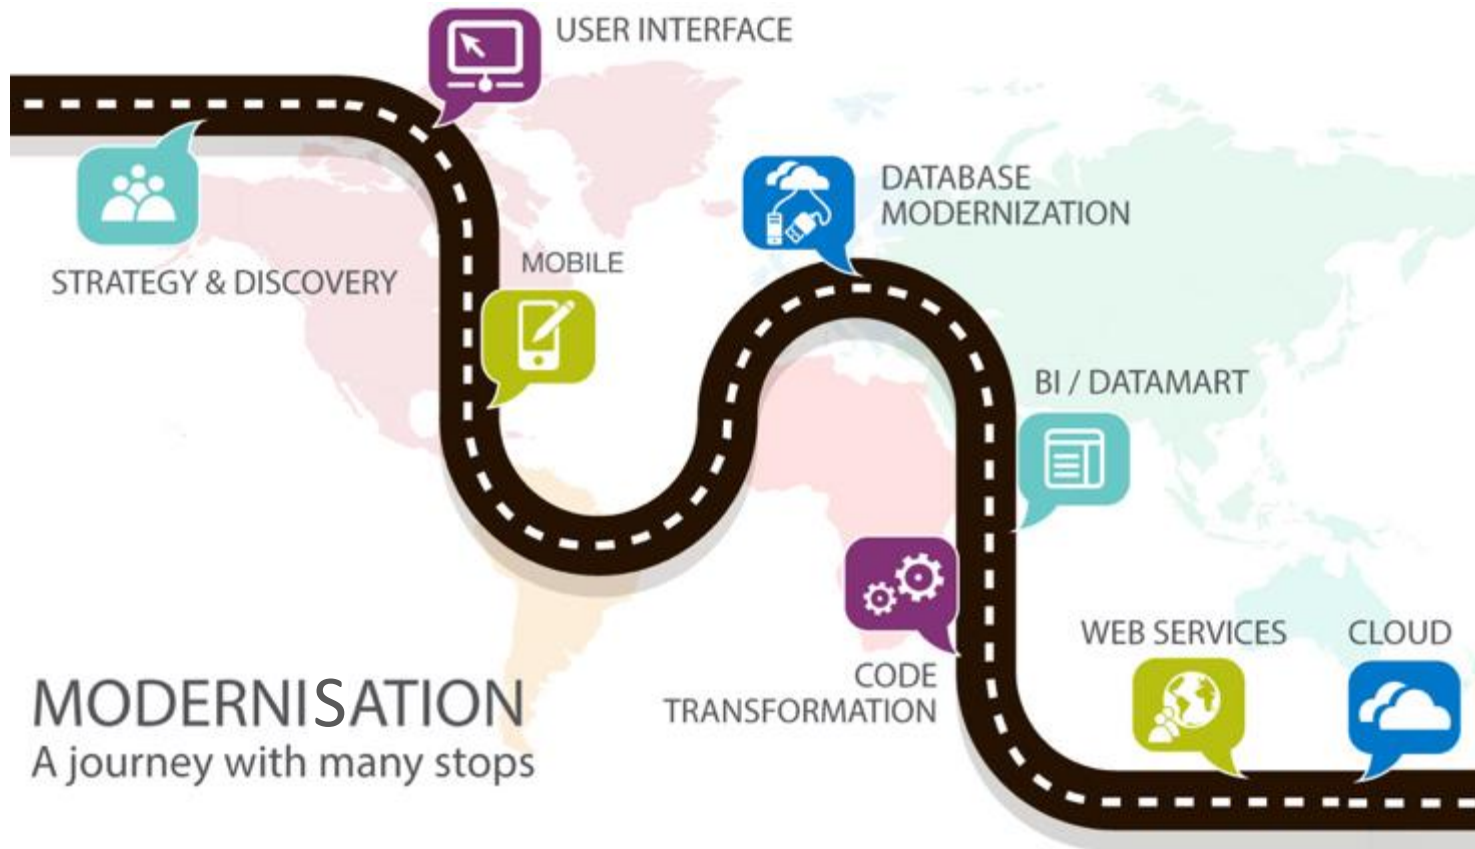 USER INTERFACE
STRATEGY & DISCOVERY
MOBILE
DATABASE
MODERNIZATION
BI / DATAMART
CODE
TRANSFORMATION
WEB SERVICES
CLOUD
MODERNISATION
A journey with many stops